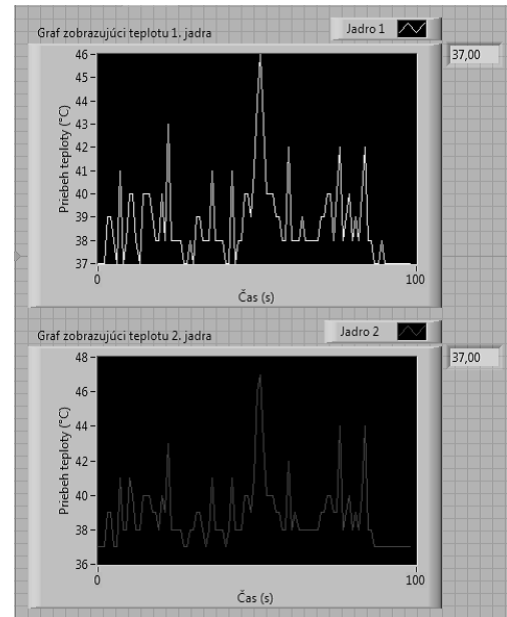 Graf zobrazujúci teplotu 1. jadra
Jadro 1
37,00
46
45
44
43
42
41
40
39
38
37
Priebeh teploty (°C)
0
100
Čas (s)
Graf zobrazujúci teplotu 2. jadra
Jadro 2
37,00
48
46
44
42
40
38
36
Priebeh teploty (°C)
0
100
Čas (s)